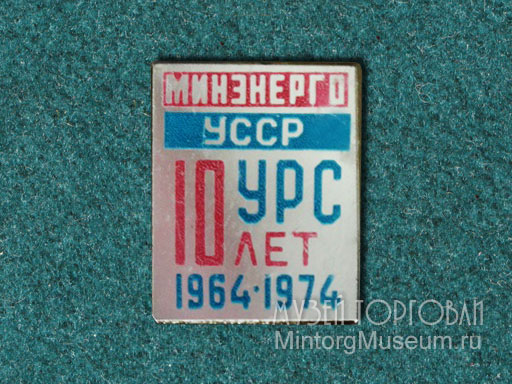 МИНЭНЕРГО
УССР
10 УРС
ЛЕТ
1964·1974
МУЗЕЙ ТОРГОВЛИ
MintorgMuseum.ru